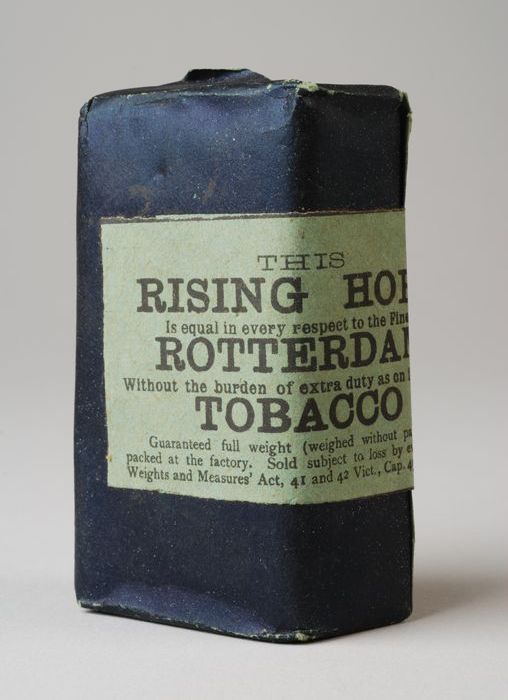 THIS
RISING HO
Is equal in every respect to the Fine
ROTTERDA
Without the burden of extra duty as on
TOBACCO
Guaranteed full weight (weighed without
packed at the factory. Sold subject to loss by
Weights and Measures' Act, 41 and 42 Vict., Cap. 4